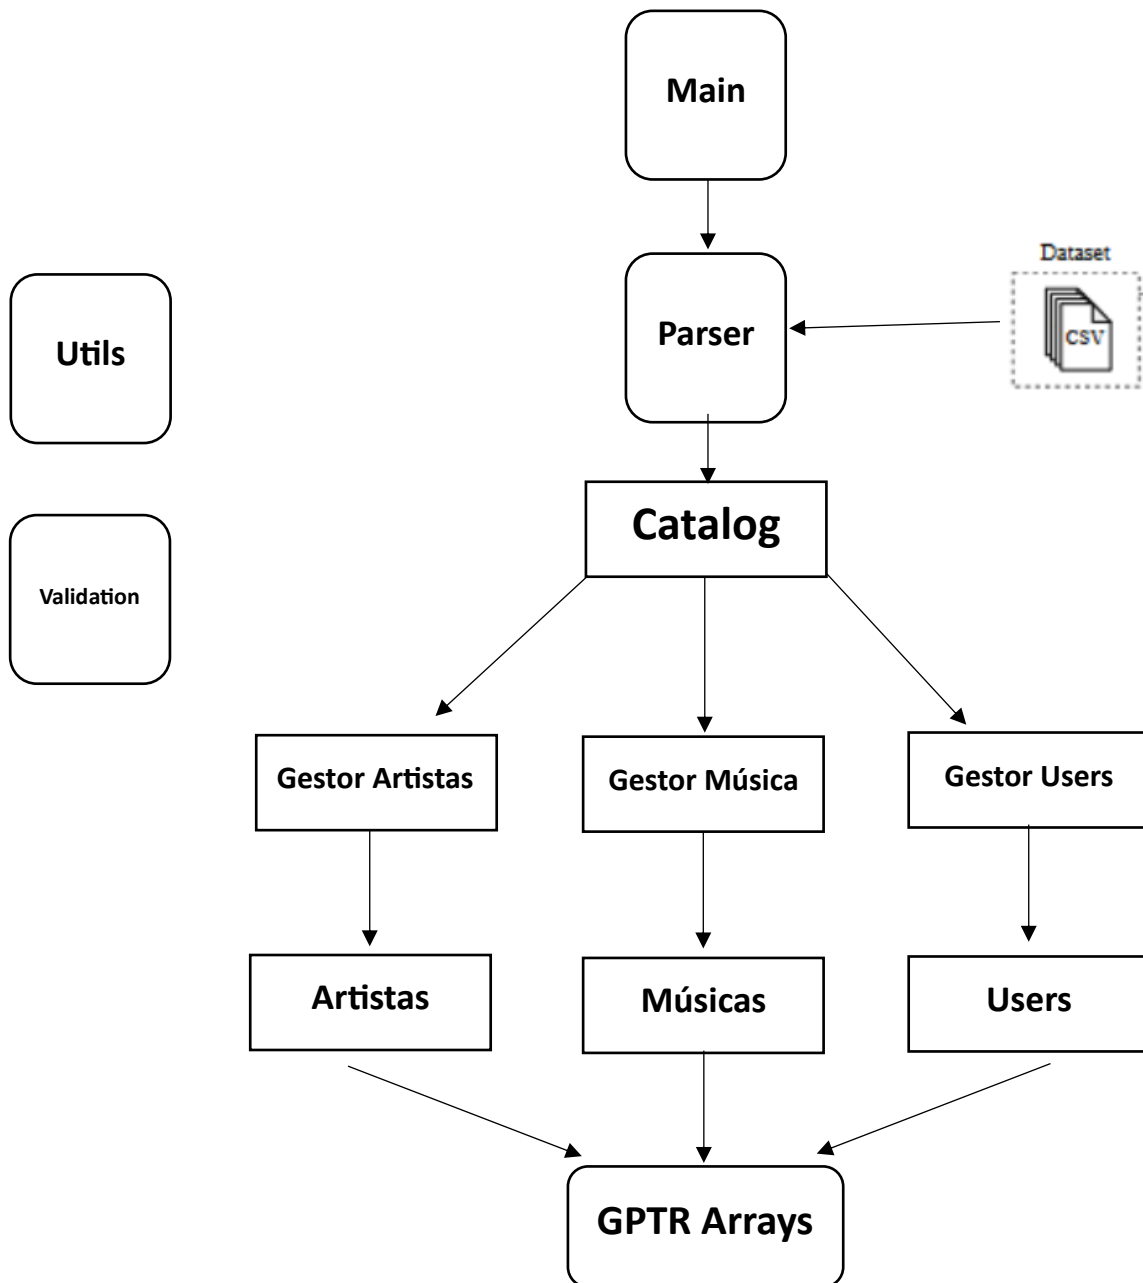 Main
Dataset
CSV
Utils
Parser
Catalog
Validation
Gestor Artistas
Gestor Música
Gestor Users
Artistas
Músicas
Users
GPTR Arrays